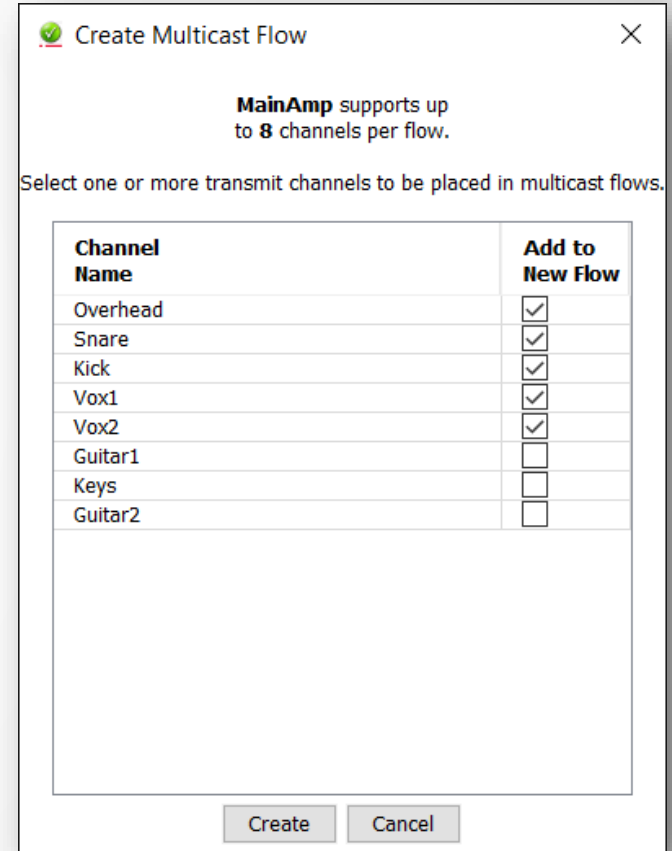 Create Multicast Flow
MainAmp supports up
to 8 channels per flow.
Select one or more transmit channels to be placed in multicast flows.
Channel Name
Add to New Flow
Overhead
Snare
Kick
Vox1
Vox2
Guitar1
Keys
Guitar2
Create Cancel